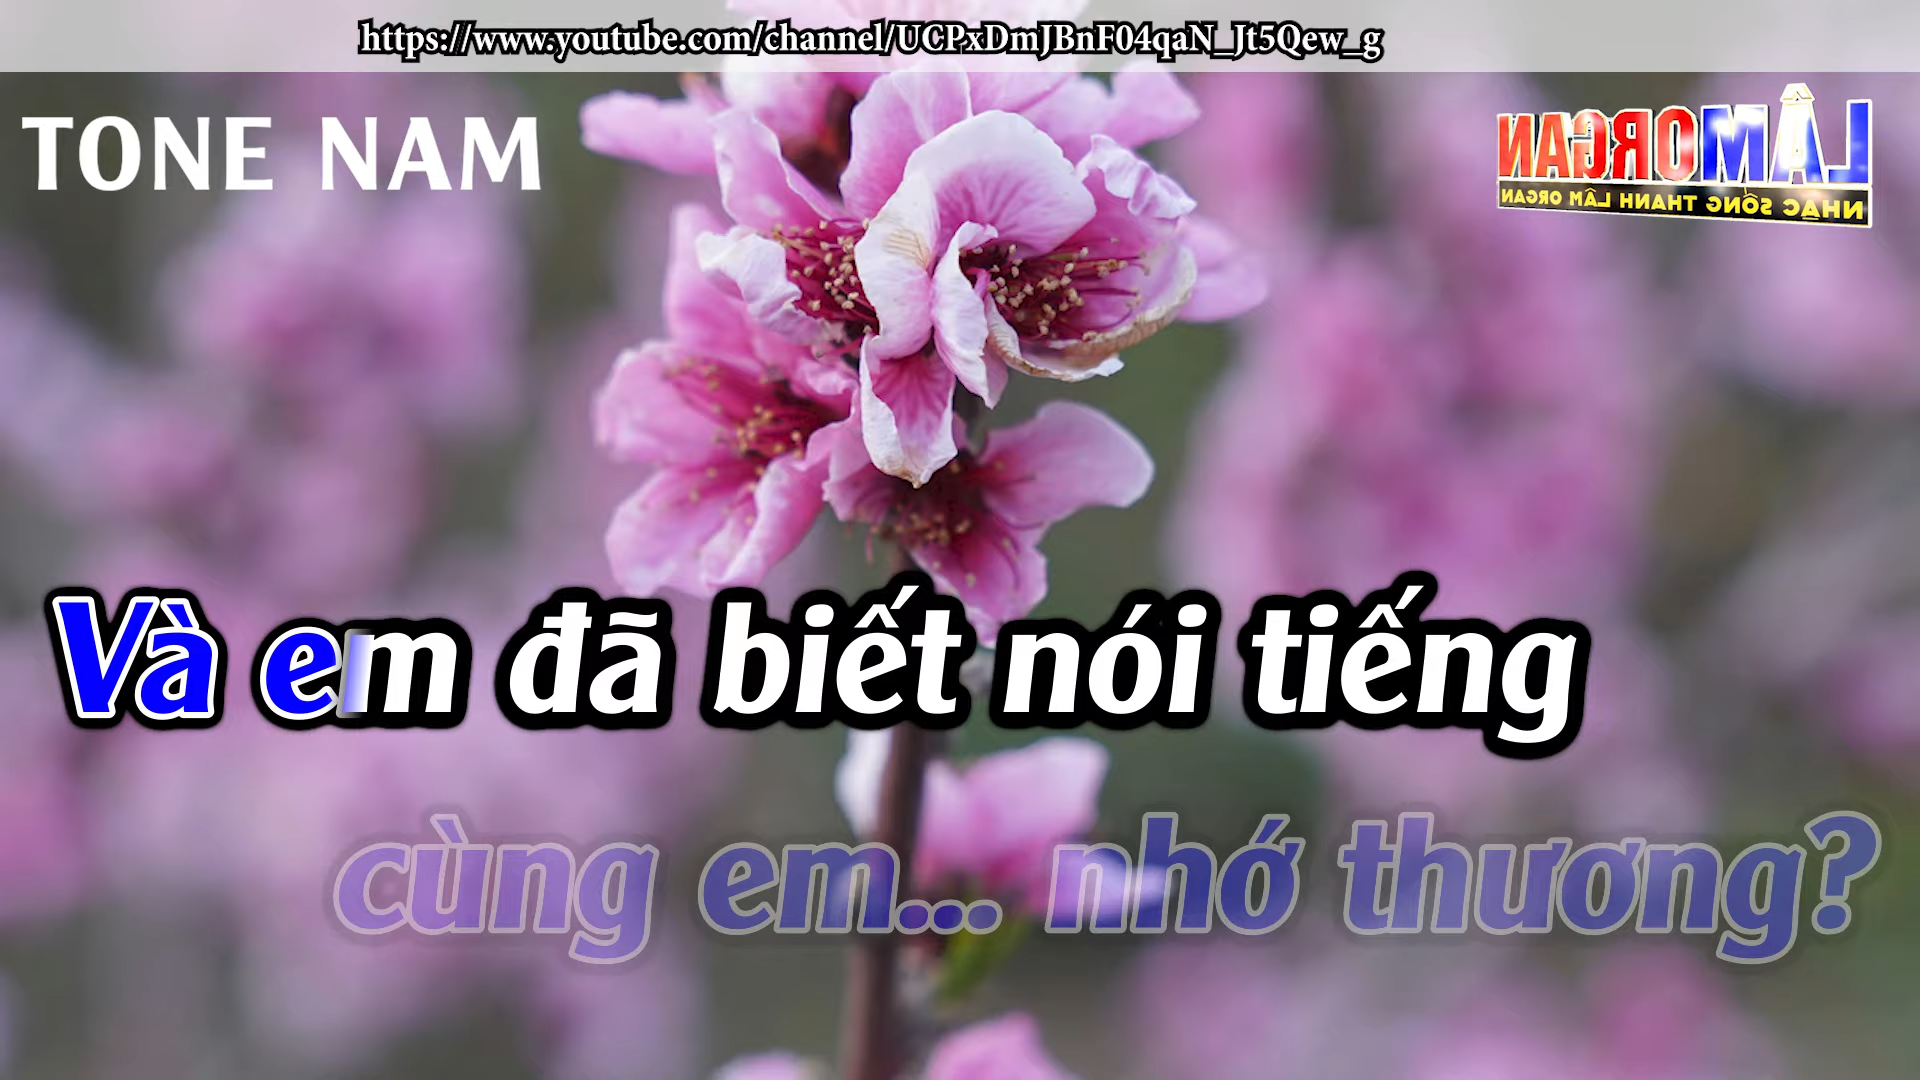 https://www.youtube.com/channel/UCPxDmJBnF04qaN_Jt5Qew_g
TONE NAM
LÂM ORGAN
NHẠC SỐNG THANH LÂM ORGAN
Và em đã biết nói tiếng
cùng em... nhớ thương?